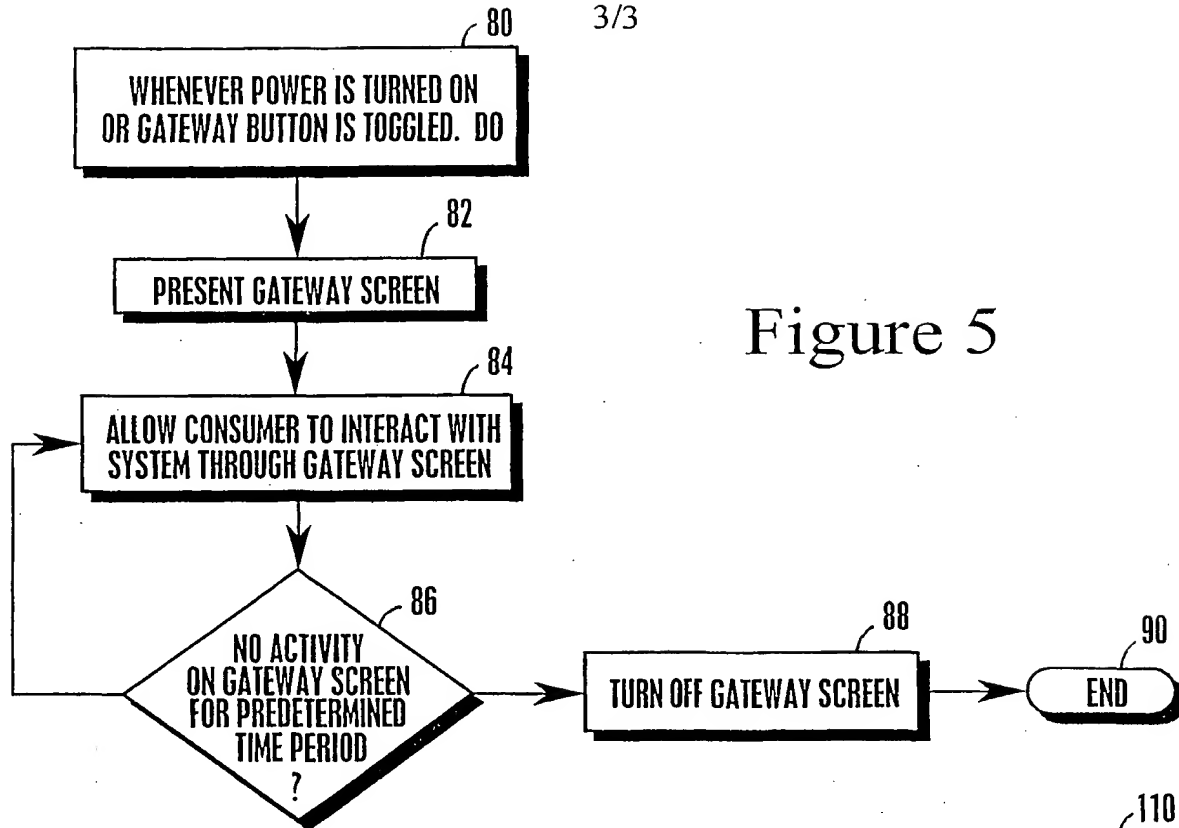 3/3
80
WHENEVER POWER IS TURNED ON
OR GATEWAY BUTTON IS TOGGLED. DO
82
PRESENT GATEWAY SCREEN
Figure 5
84
ALLOW CONSUMER TO INTERACT WITH
SYSTEM THROUGH GATEWAY SCREEN
86
NO ACTIVITY
ON GATEWAY SCREEN
FOR PREDETERMINED
TIME PERIOD
?
88
TURN OFF GATEWAY SCREEN
90
END
110